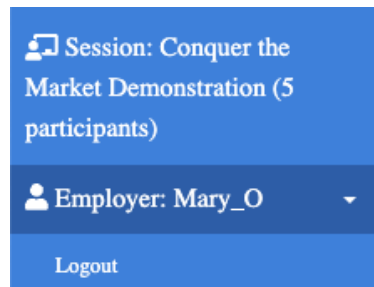 Session: Conquer the
Market Demonstration (5
participants)
Employer: Mary_O
Logout